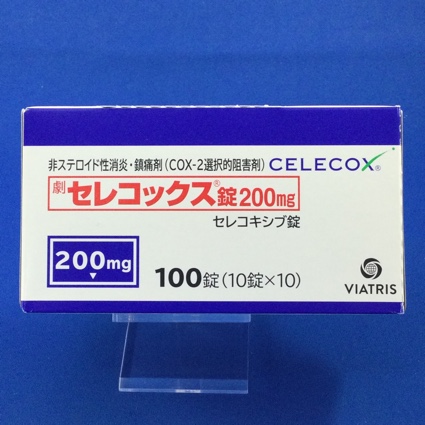 非ステロイド性消炎・鎮痛剤(COX-2選択的阻害剤) CELECOX®
劇 セレコックス®錠200mg
セレコキシブ錠
200mg
100錠(10錠×10)
VIATRIS